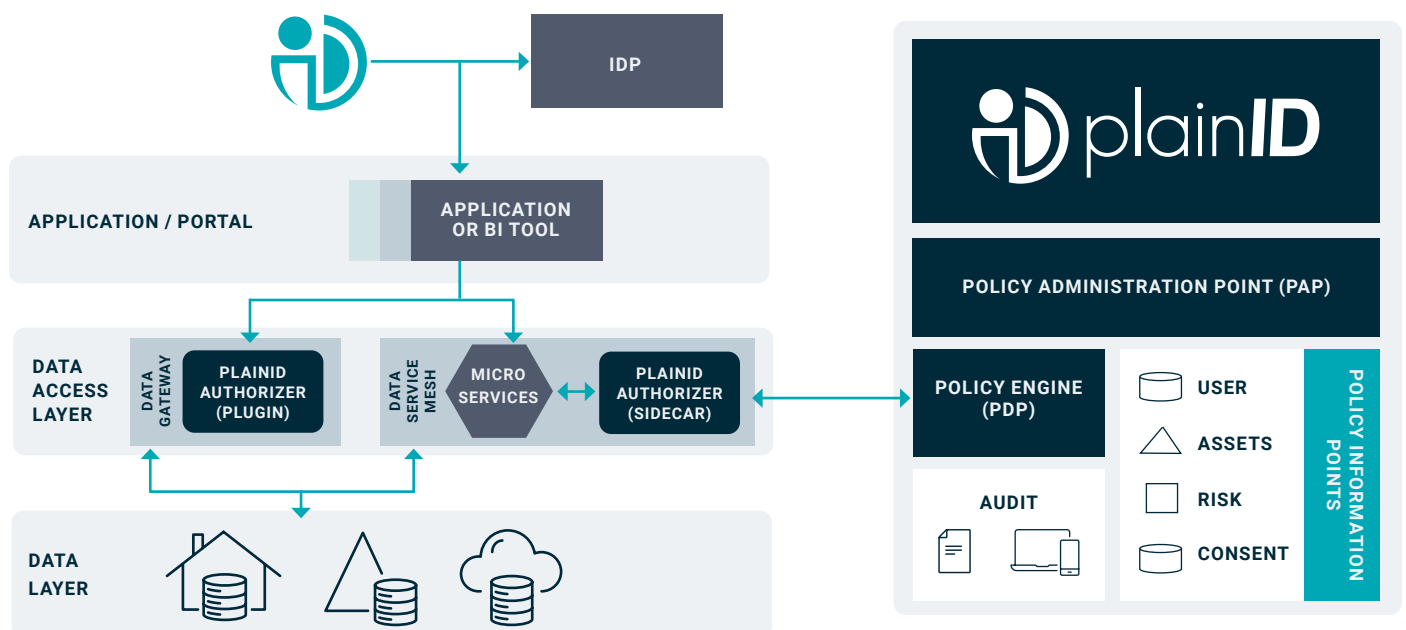 IDP
APPLICATION / PORTAL
APPLICATION
OR BI TOOL
DATA
ACCESS
LAYER
DATA
GATEWAY
PLAINID
AUTHORIZER
(PLUGIN)
DATA
SERVICE
MESH
MICRO
SERVICES
PLAINID
AUTHORIZER
(SIDECAR)
DATA
LAYER
plainID
POLICY ADMINISTRATION POINT (PAP)
POLICY ENGINE
(PDP)
AUDIT
USER
ASSETS
RISK
CONSENT
POLICY INFORMATION
POINTS